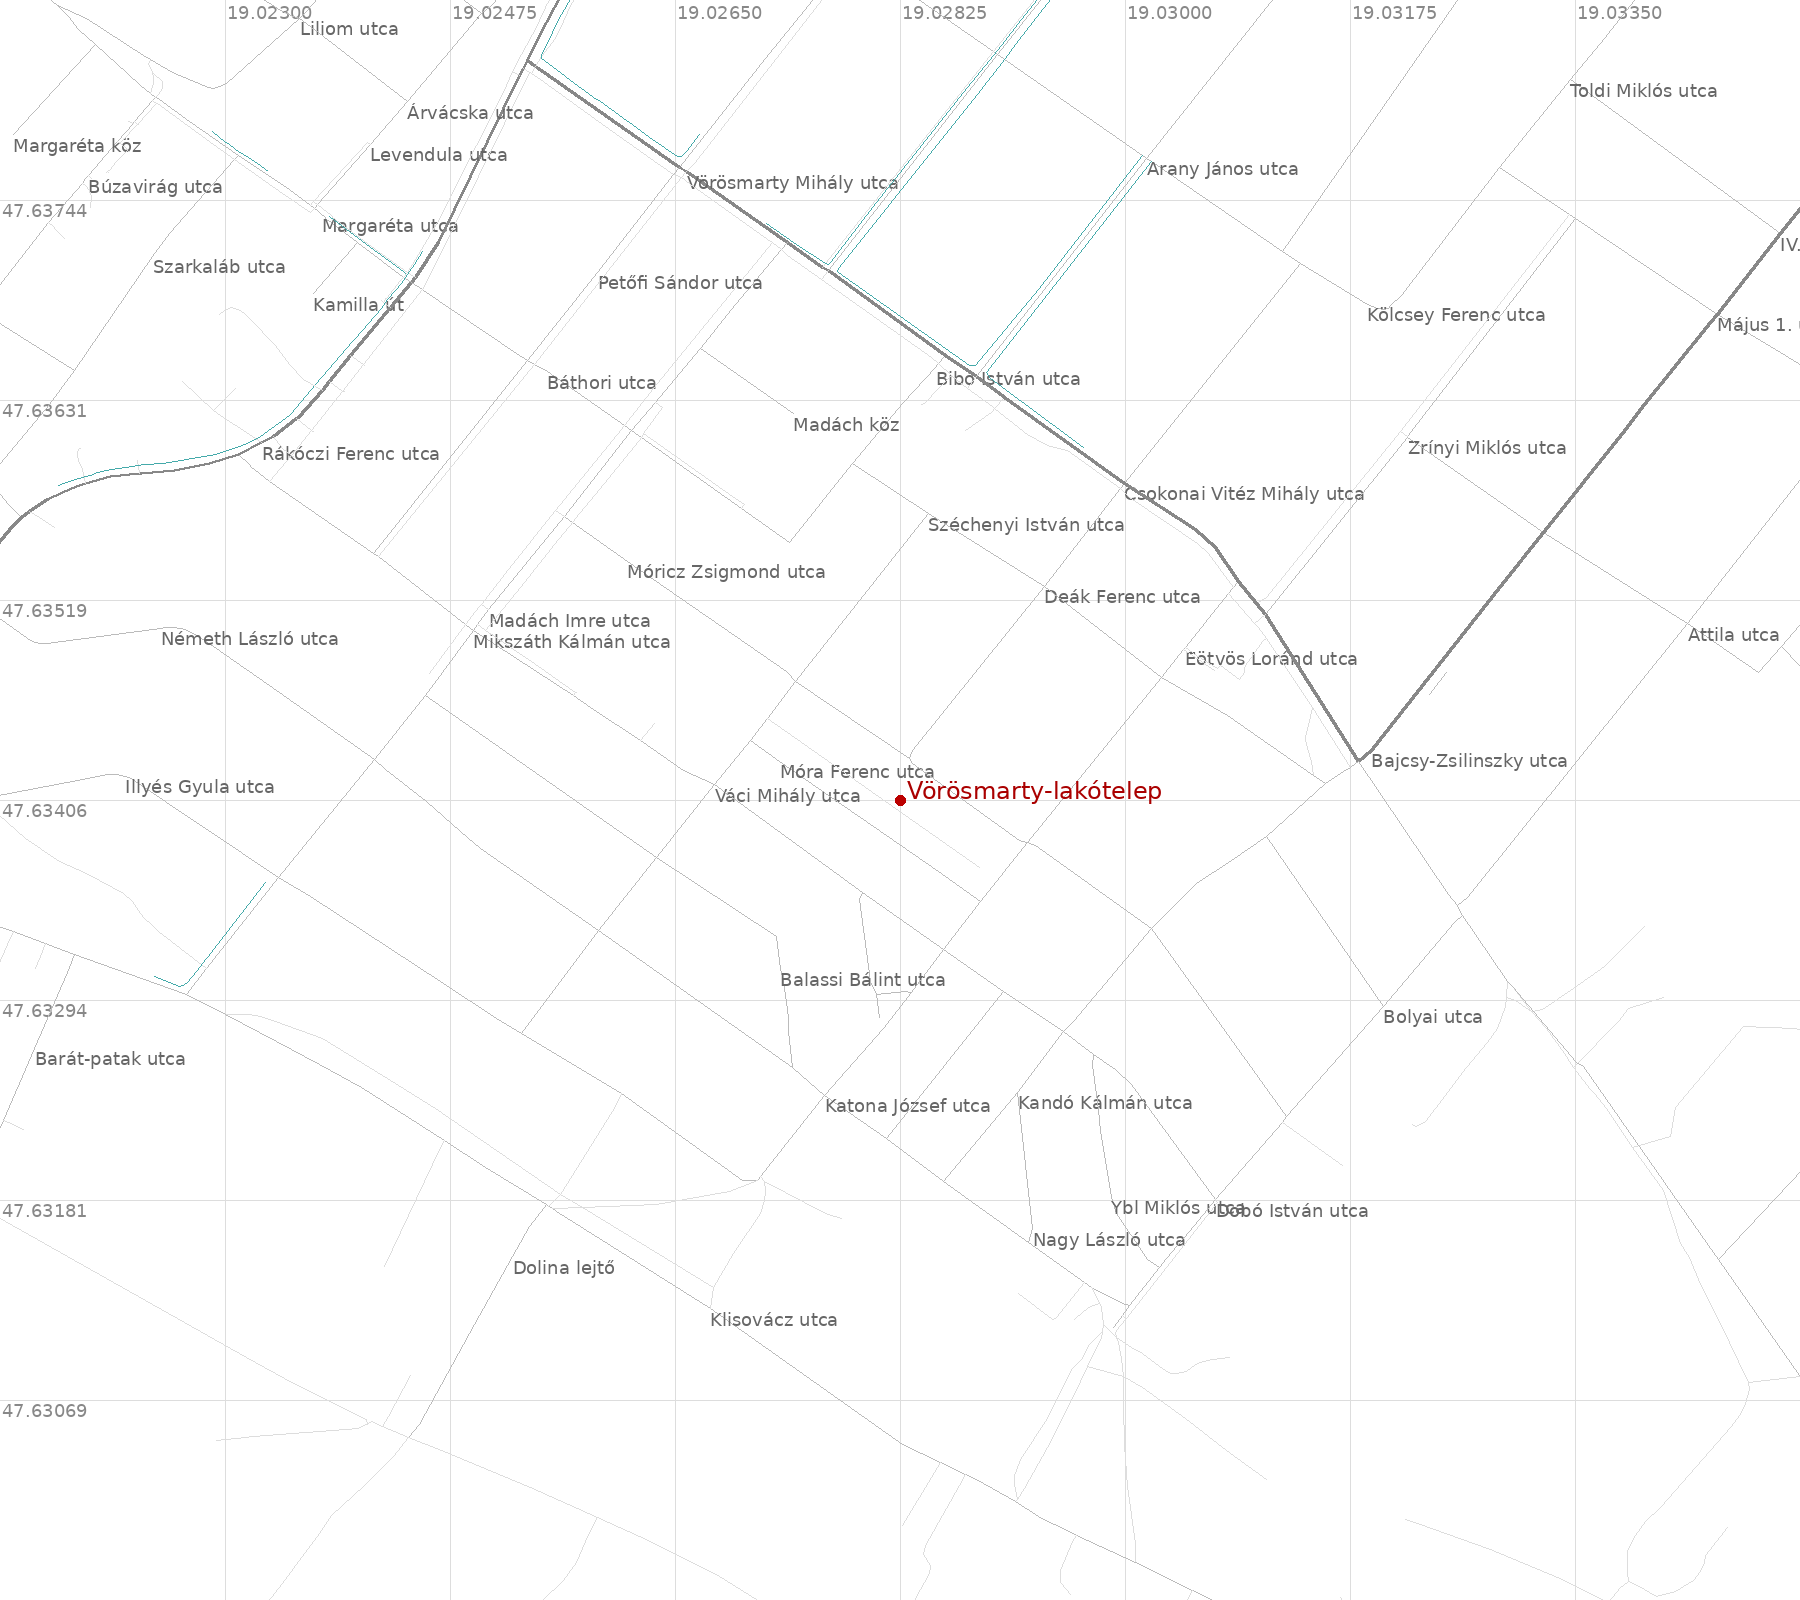 19.02300
19.02475
19.02650
19.02825
19.03000
19.03175
19.03350
Liliom utca
Toldi Miklós utca
Árvácska utca
Margaréta köz
Levendula utca
Arany János utca
Búzavirág utca
Vörösmarty Mihály utca
47.63744
Margaréta utca
IV.
Szarkaláb utca
Petőfi Sándor utca
Kamilla út
Kölcsey Ferenc utca
Május 1. u
Báthori utca
Bibó István utca
47.63631
Madách köz
Zrínyi Miklós utca
Rákóczi Ferenc utca
Csokonai Vitéz Mihály utca
Széchenyi István utca
Móricz Zsigmond utca
Deák Ferenc utca
47.63519
Madách Imre utca
Németh László utca
Mikszáth Kálmán utca
Attila utca
Eötvös Loránd utca
Bajcsy-Zsilinszky utca
Móra Ferenc utca
Illyés Gyula utca
Vörösmarty-lakótelep
Váci Mihály utca
47.63406
Balassi Bálint utca
47.63294
Bolyai utca
Barát-patak utca
Katona József utca
Kandó Kálmán utca
47.63181
Ybl Miklós utca
Dobó István utca
Nagy László utca
Dolina lejtő
Klisovácz utca
47.63069